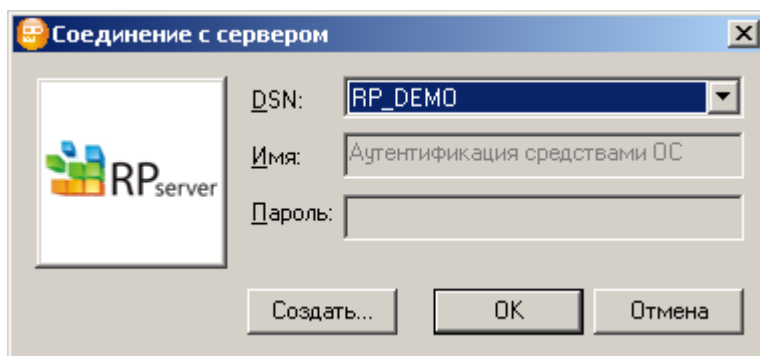 Соединение с сервером
DSN: RP_DEMO
Имя: Аутентификация средствами ОС
Пароль:
RPserver
Создать... OK Отмена